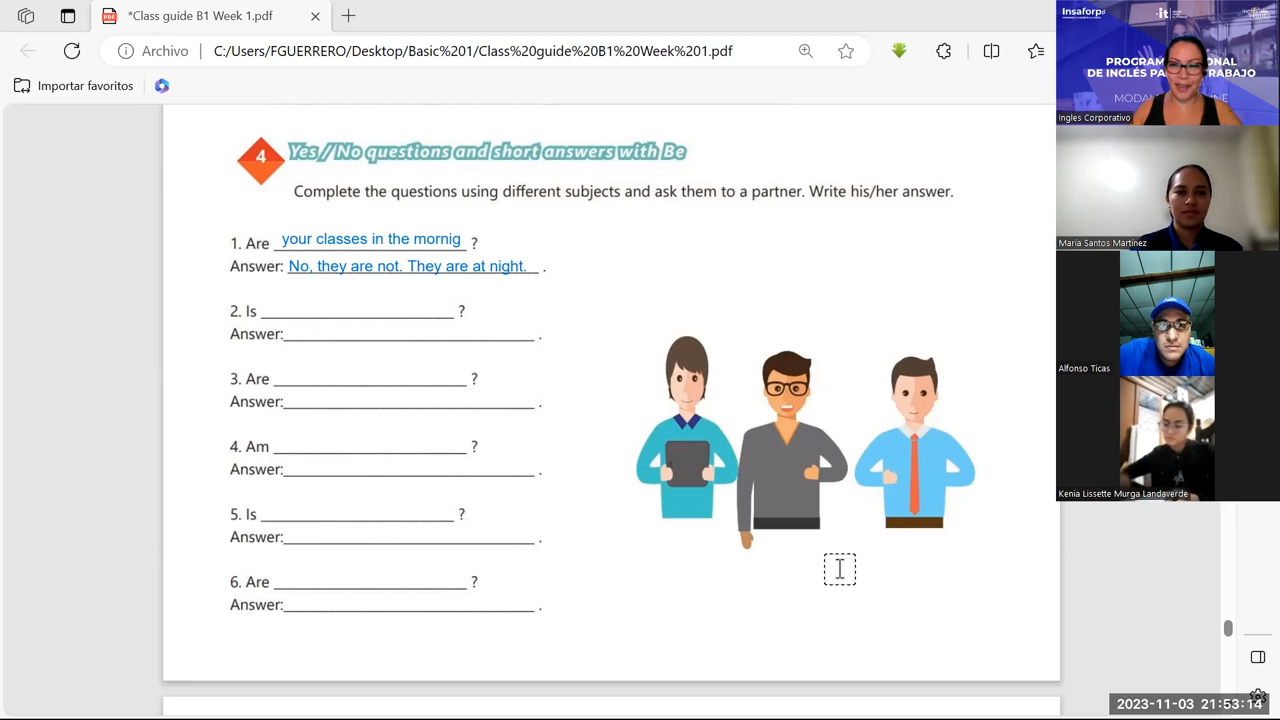 *Class guide B1 Week 1.pdf
Archivo
C:/Users/FGUERRERO/Desktop/Basic%201/Class%20guide%20B1%20Week%201.pdf
Importar favoritos
4
Yes/No questions and short answers with Be
Complete the questions using different subjects and ask them to a partner. Write his/her answer.
1. Are your classes in the mornig ?
Answer: No, they are not. They are at night. .
2. Is ?
Answer: .
3. Are ?
Answer: .
4. Am ?
Answer: .
5. Is ?
Answer: .
6. Are ?
Answer: .
Insaforp
Ingles Corporativo
María Santos Martínez
Alfonso Ticas
Kenia Lissette Murga Landaverde
2023-11-03 21:53:14